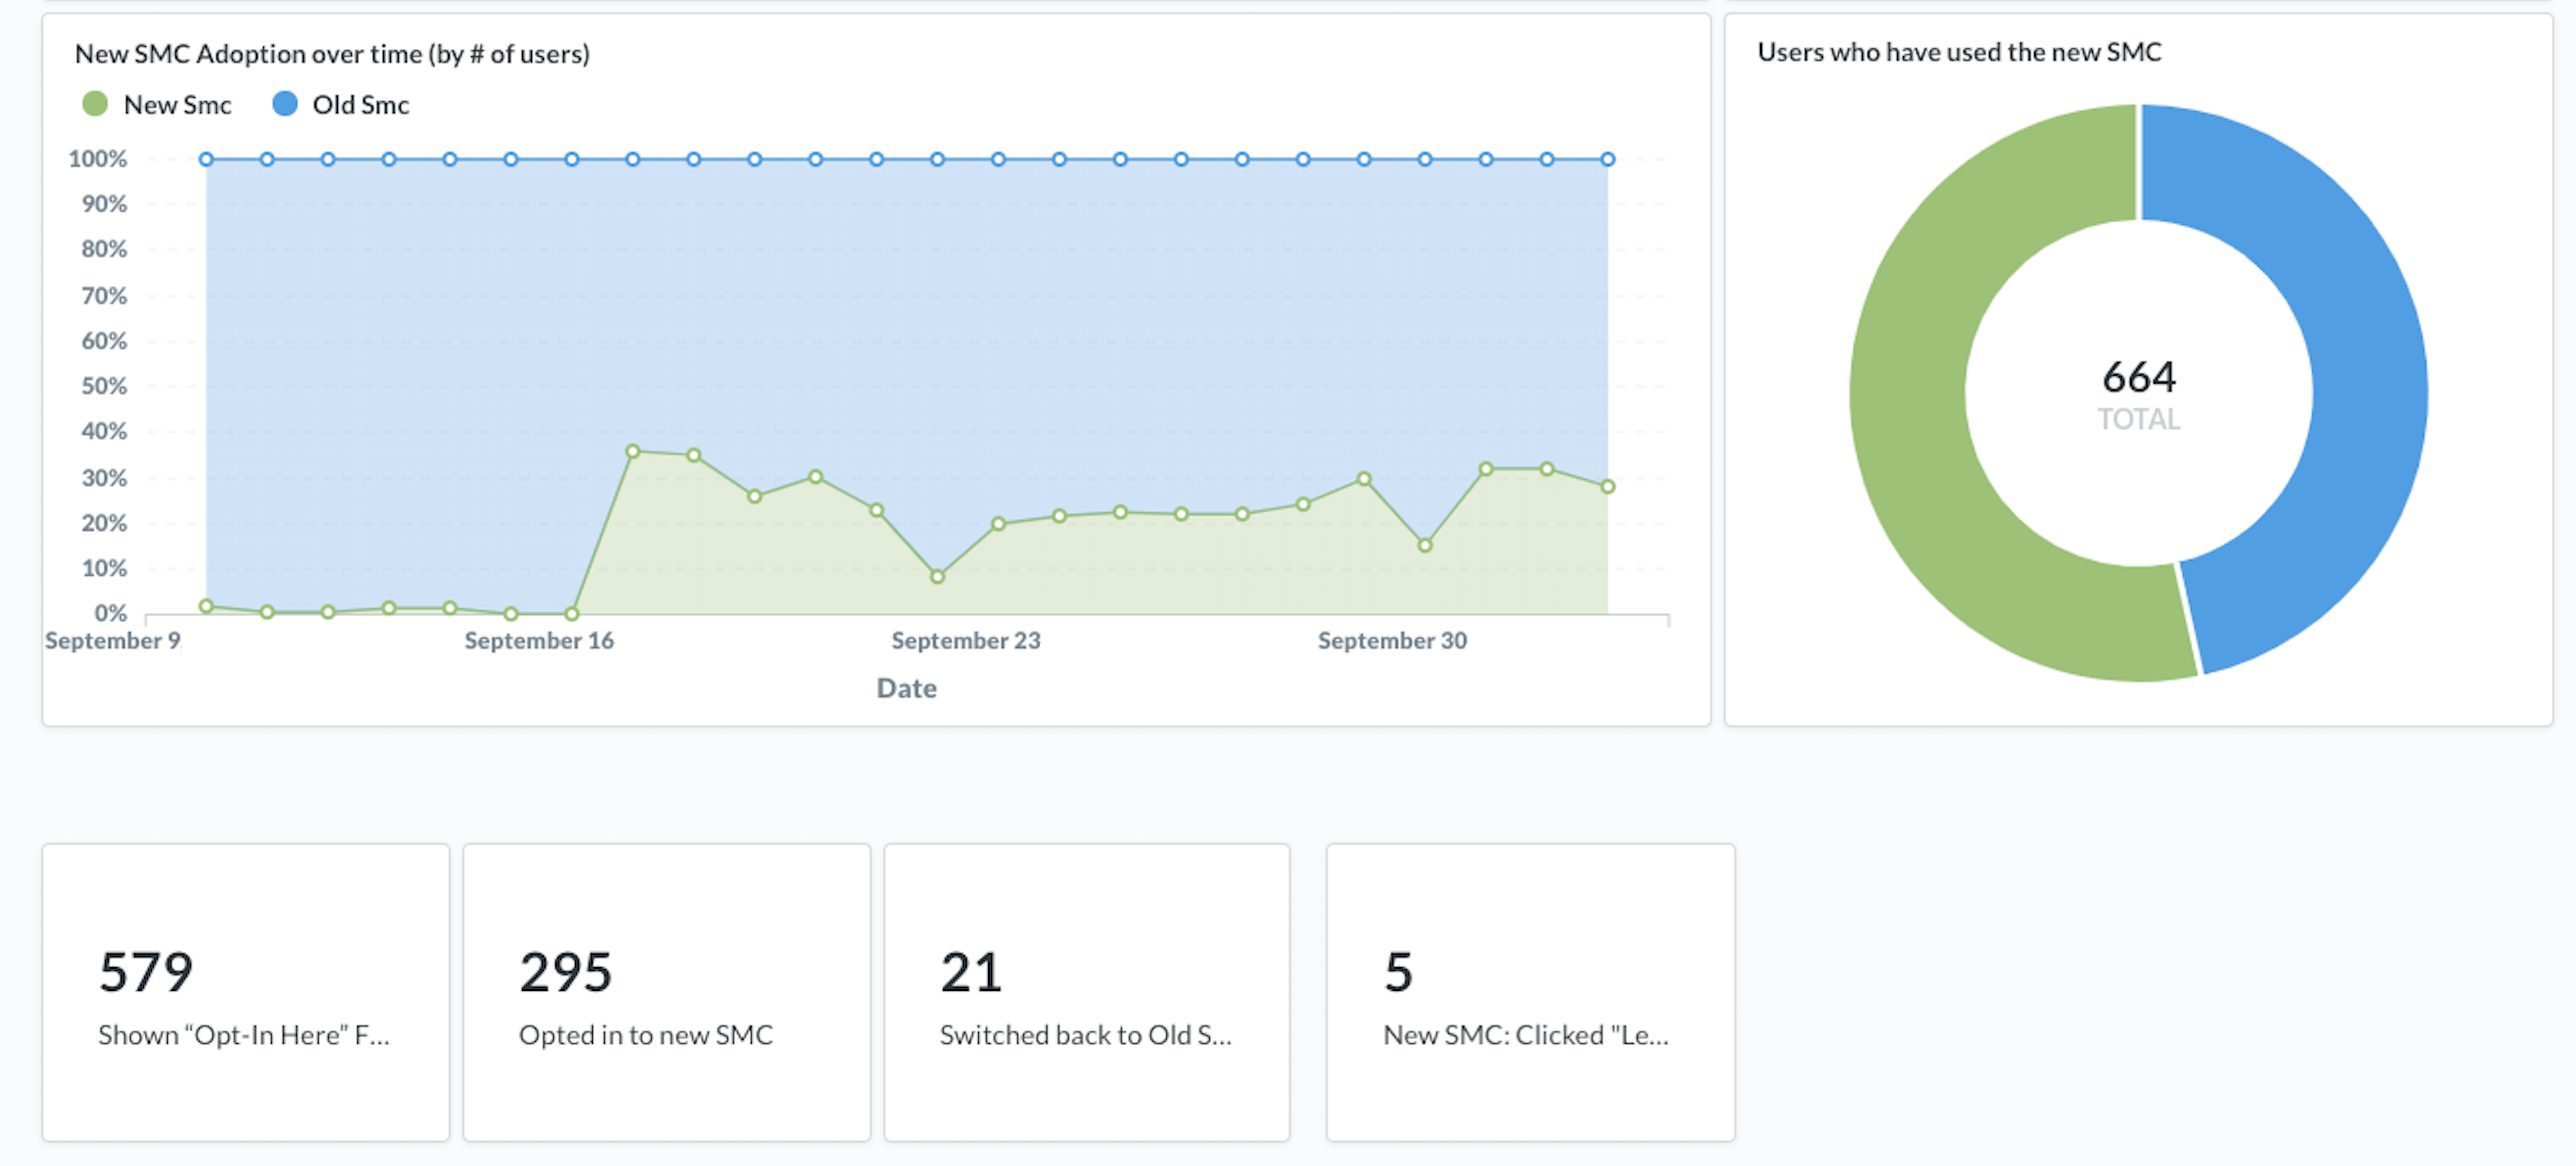 New SMC Adoption over time (by # of users)
New Smc Old Smc
100%
90%
80%
70%
60%
50%
40%
30%
20%
10%
0%
September 9 September 16 September 23 September 30
Date
Users who have used the new SMC
664
TOTAL
579
Shown “Opt-In Here” F...
295
Opted in to new SMC
21
Switched back to Old S...
5
New SMC: Clicked "Le...